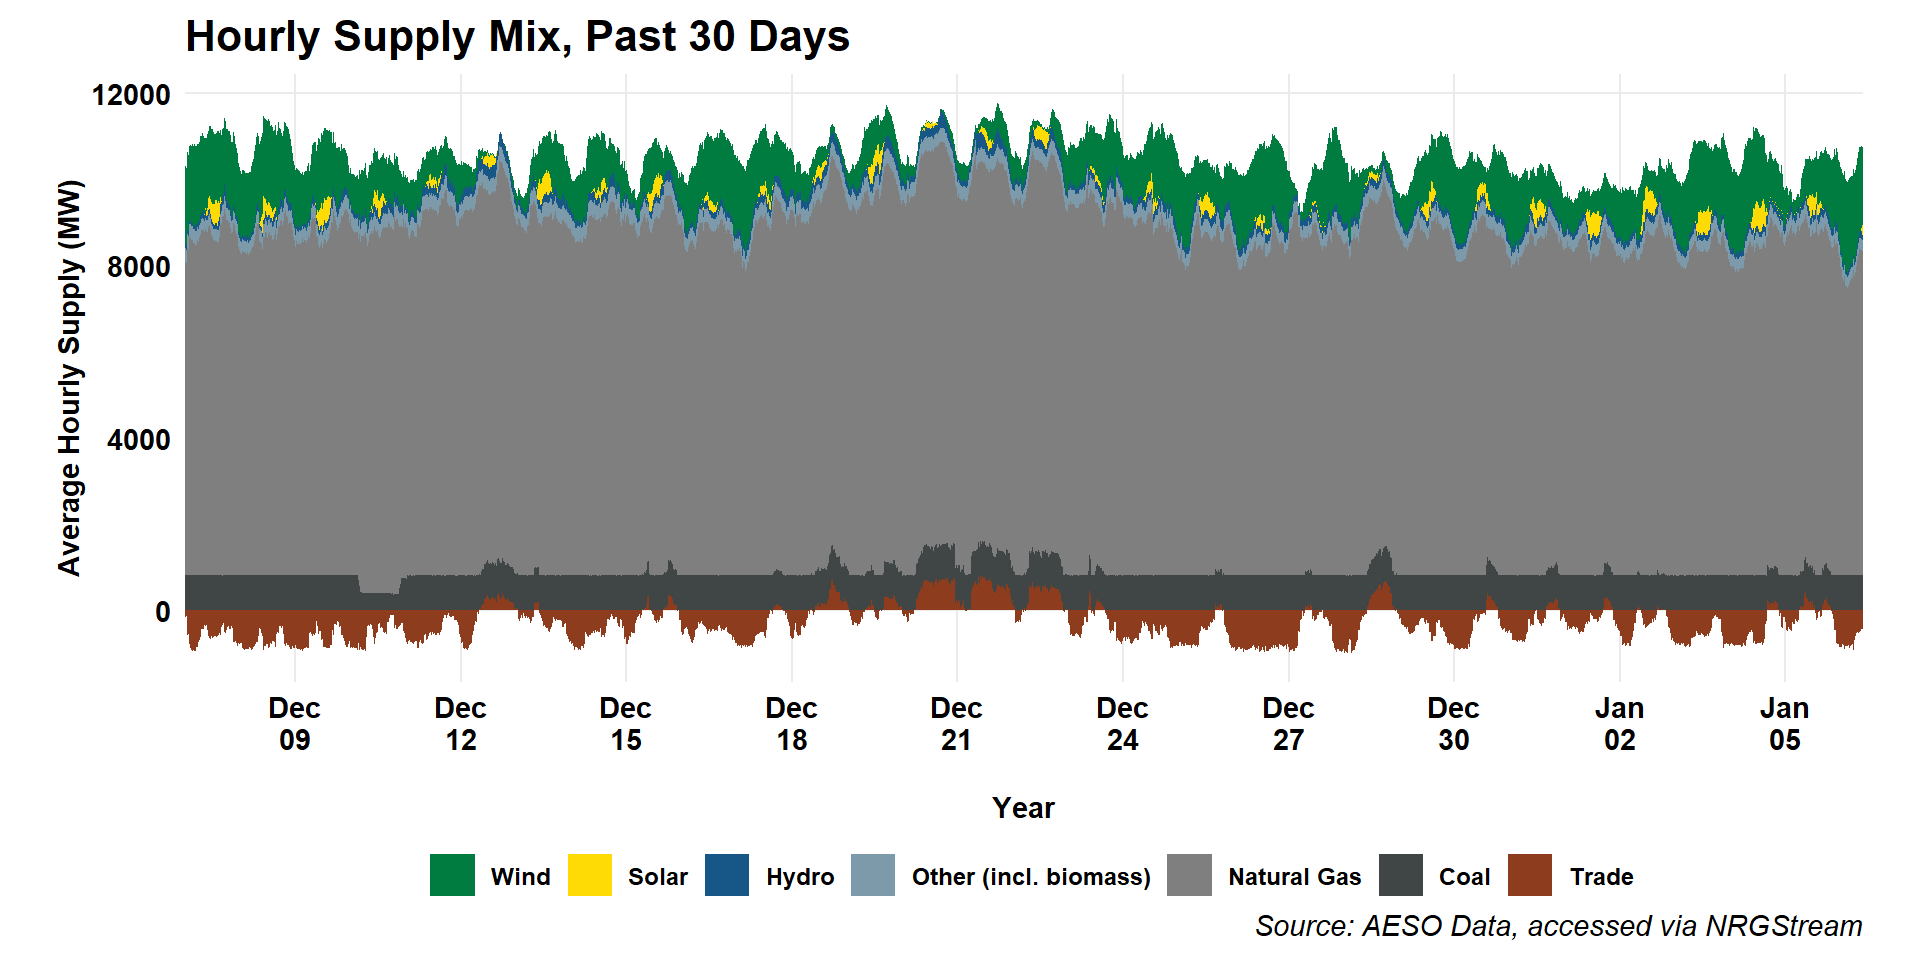 Hourly Supply Mix, Past 30 Days
Average Hourly Supply (MW)
12000
8000
4000
0
Dec 09
Dec 12
Dec 15
Dec 18
Dec 21
Dec 24
Dec 27
Dec 30
Jan 02
Jan 05
Year
Wind Solar Hydro Other (incl. biomass) Natural Gas Coal Trade
Source: AESO Data, accessed via NRGStream